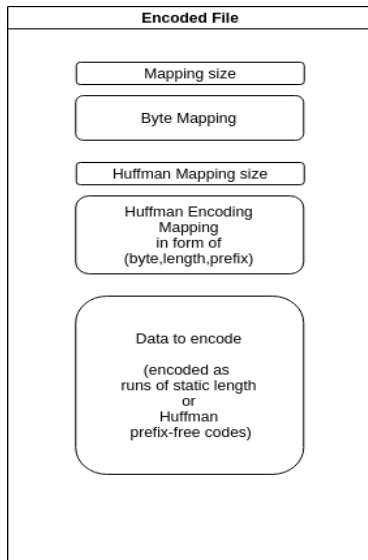 Encoded File
Mapping size
Byte Mapping
Huffman Mapping size
Huffman Encoding
Mapping
in form of
(byte,length,prefix)
Data to encode
(encoded as
runs of static length
or
Huffman
prefix-free codes)